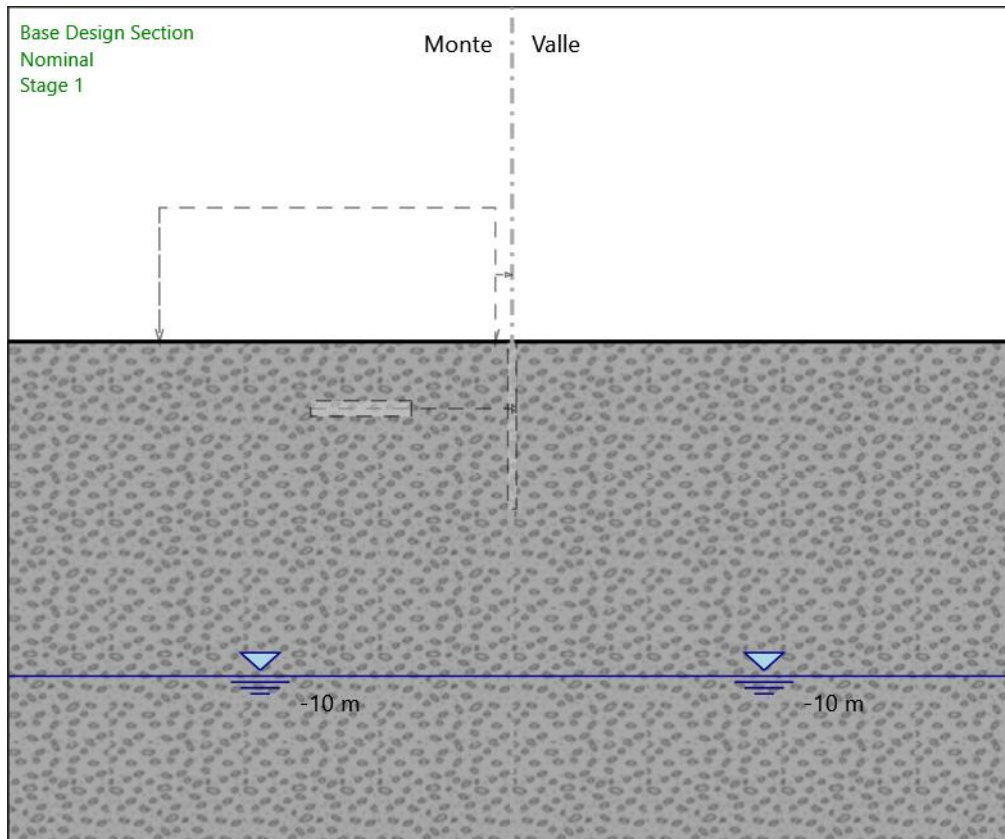 Base Design Section
Nominal
Stage 1
Monte
Valle
-10 m
-10 m